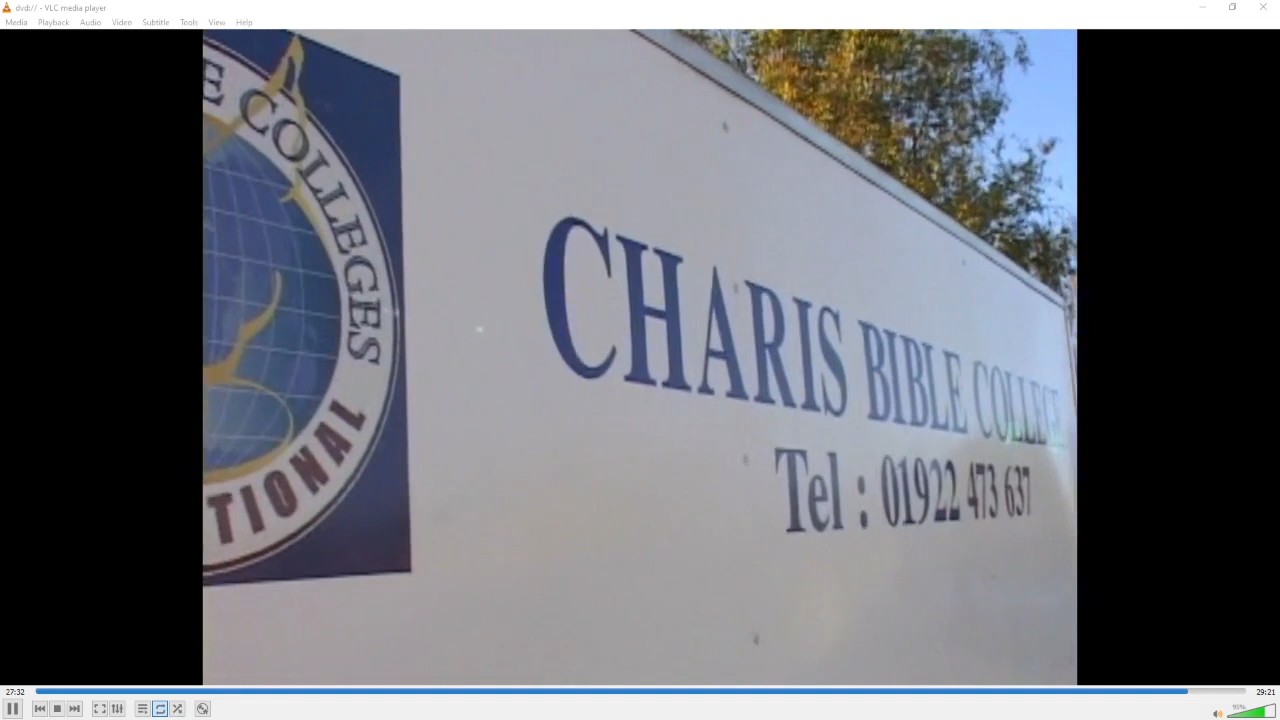 dvd:// - VLC media player
Media Playback Audio Video Subtitle Tools View Help
E COLLEGES
TIONAL
CHARIS BIBLE COLLEGE
Tel : 01922 473 637
27:32
29:21
95%